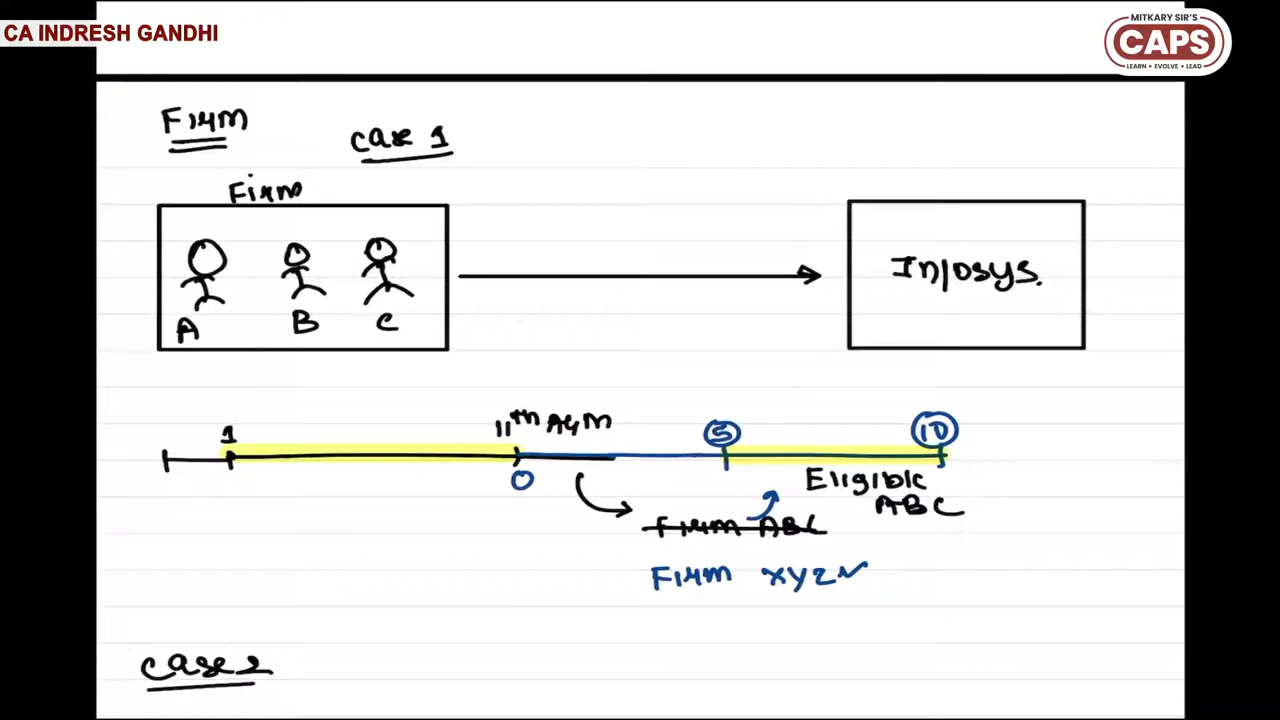 CA INDRESH GANDHI
MITKARY SIR'S
CAPS
LEARN • EVOLVE • LEAD
Firm
Case 1
Firm
A B C
Infosys.
1
11th AGM
5
10
0
Eligible
ABC
Firm ABC
Firm XYZ
Case 2